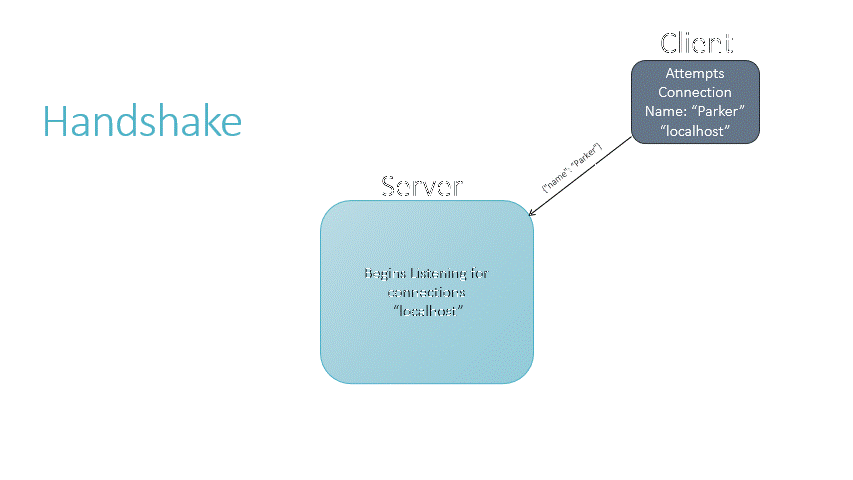 Client
Attempts
Connection
Name: “Parker”
“localhost”
Handshake
{“name”: “Parker”}
Server
Begins Listening for
connections
“localhost”